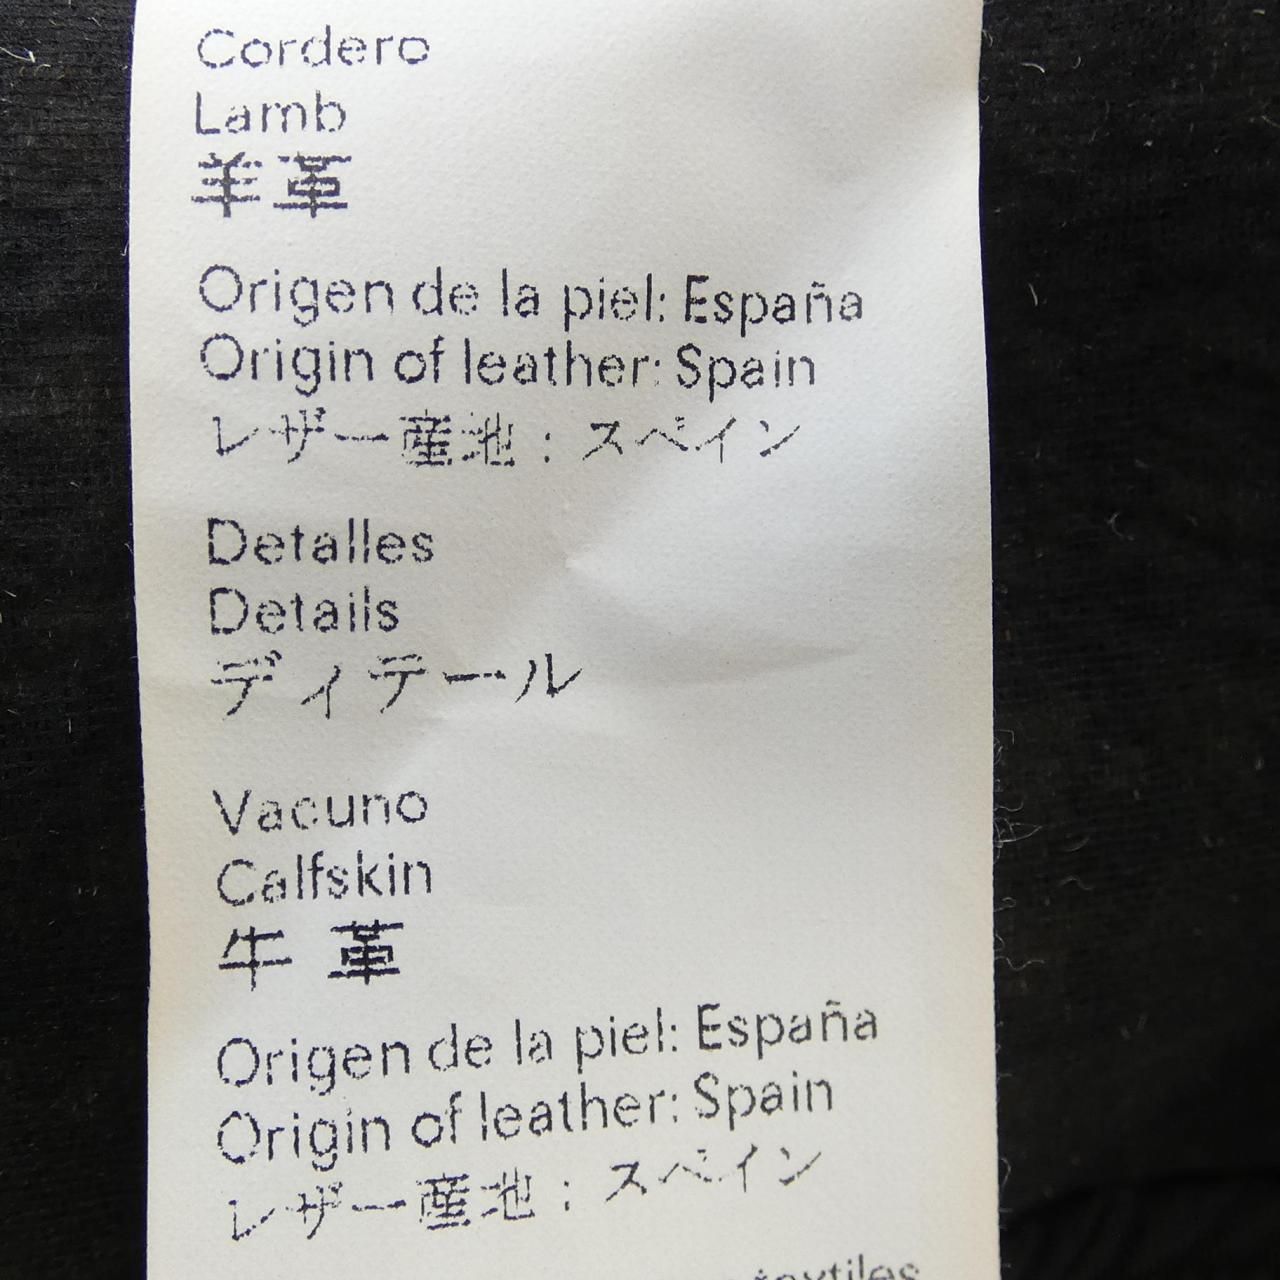 Cordero
Lamb
羊革
Origen de la piel: España
Origin of leather: Spain
レザー産地：スペイン
Detalles
Details
ディテール
Vacuno
Calfskin
牛革
Origen de la piel: España
Origin of leather: Spain
レザー産地：スペイン
textiles